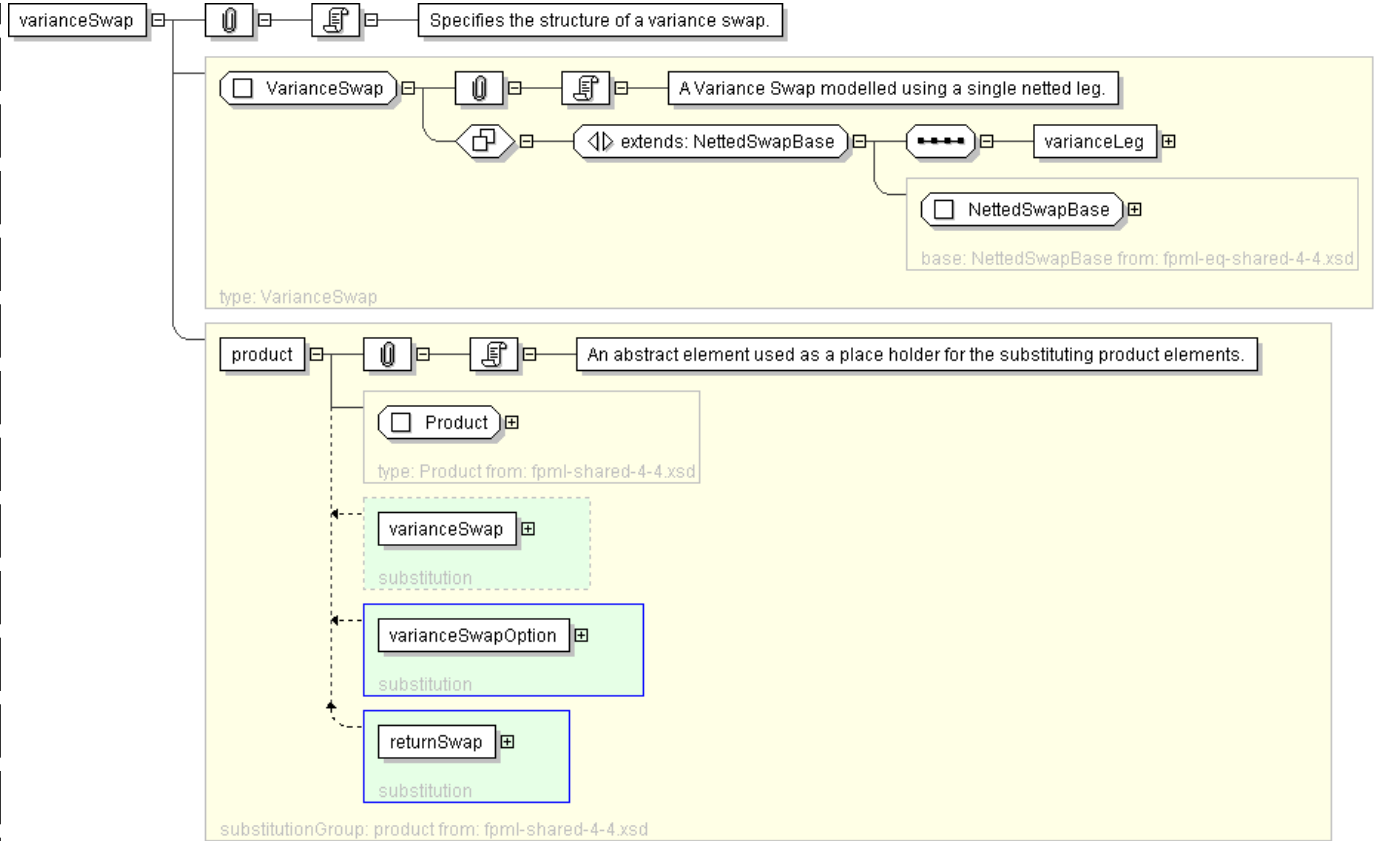 varianceSwap
Specifies the structure of a variance swap.
VarianceSwap
A Variance Swap modelled using a single netted leg.
extends: NettedSwapBase
varianceLeg
NettedSwapBase
base: NettedSwapBase from: fpml-eq-shared-4-4.xsd
type: VarianceSwap
product
An abstract element used as a place holder for the substituting product elements.
Product
type: Product from: fpml-shared-4-4.xsd
varianceSwap
substitution
varianceSwapOption
substitution
returnSwap
substitution
substitutionGroup: product from: fpml-shared-4-4.xsd